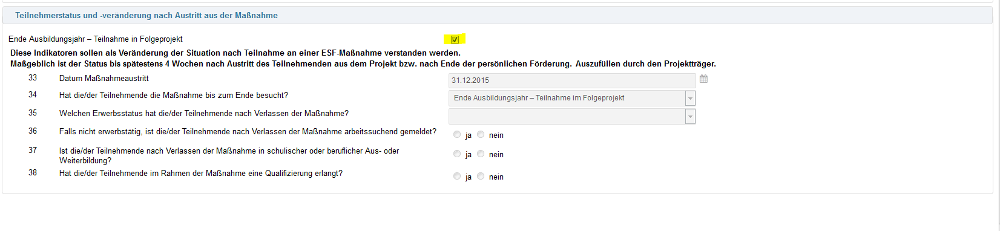 Teilnehmerstatus und -veränderung nach Austritt aus der Maßnahme
Ende Ausbildungsjahr – Teilnahme in Folgeprojekt
Diese Indikatoren sollen als Veränderung der Situation nach Teilnahme an einer ESF-Maßnahme verstanden werden.
Maßgeblich ist der Status bis spätestens 4 Wochen nach Austritt des Teilnehmenden aus dem Projekt bzw. nach Ende der persönlichen Förderung. Auszufüllen durch den Projektträger.
33 Datum Maßnahmeaustritt 31.12.2015
34 Hat die/der Teilnehmende die Maßnahme bis zum Ende besucht? Ende Ausbildungsjahr – Teilnahme im Folgeprojekt
35 Welchen Erwerbsstatus hat die/der Teilnehmende nach Verlassen der Maßnahme?
36 Falls nicht erwerbstätig, ist die/der Teilnehmende nach Verlassen der Maßnahme arbeitssuchend gemeldet? ja nein
37 Ist die/der Teilnehmende nach Verlassen der Maßnahme in schulischer oder beruflicher Aus- oder ja nein
Weiterbildung?
38 Hat die/der Teilnehmende im Rahmen der Maßnahme eine Qualifizierung erlangt? ja nein